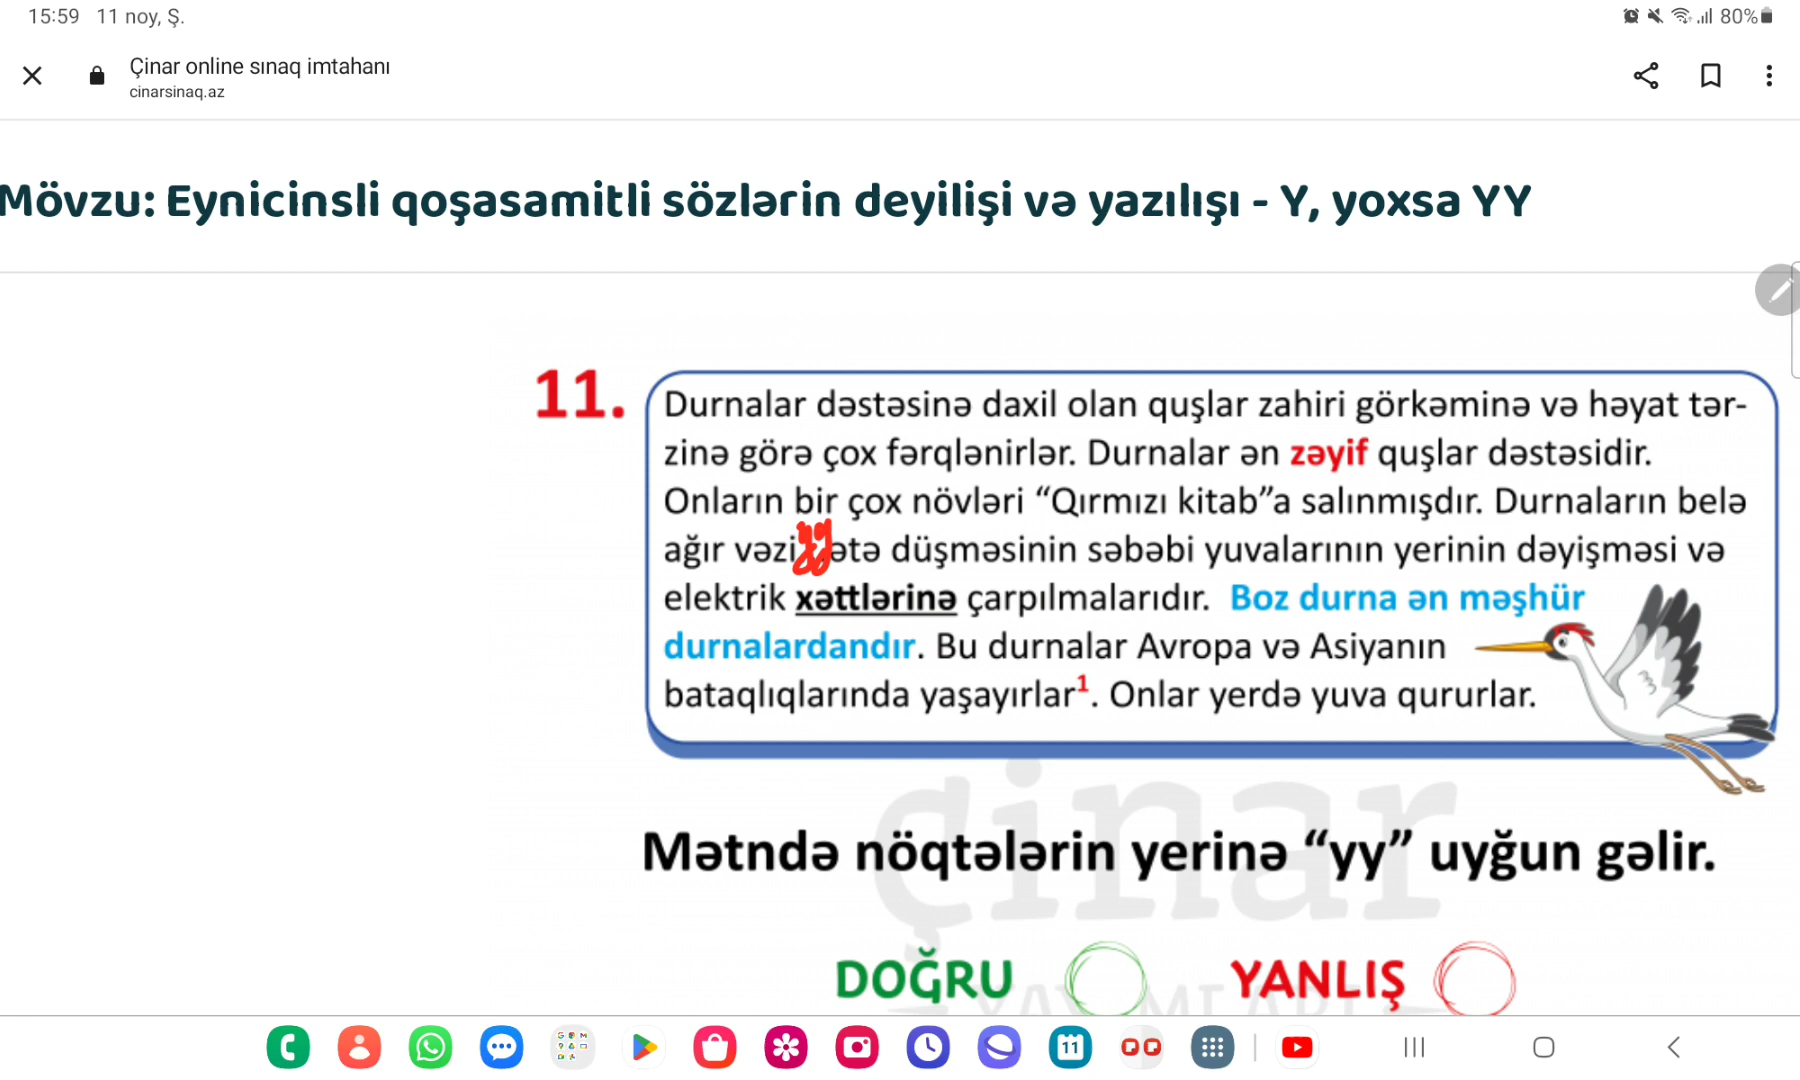 15:59 11 noy, Ş.
80%
Çinar online sınaq imtahanı
cinarsinaq.az
Mövzu: Eynicinsli qoşasamitli sözlərin deyilişi və yazılışı - Y, yoxsa YY
11.
Durnalar dəstəsinə daxil olan quşlar zahiri görkəminə və həyat tər-
zinə görə çox fərqlənirlər. Durnalar ən zəyif quşlar dəstəsidir.
Onların bir çox növləri “Qırmızı kitab”a salınmışdır. Durnaların belə
ağır vəziyyətə düşməsinin səbəbi yuvalarının yerinin dəyişməsi və
elektrik xəttlərinə çarpılmalarıdır. Boz durna ən məşhür
durnalardandır. Bu durnalar Avropa və Asiyanın
bataqlıqlarında yaşayırlar¹. Onlar yerdə yuva qururlar.
çinar
Mətndə nöqtələrin yerinə “yy” uyğun gəlir.
DOĞRU YANLIŞ
11